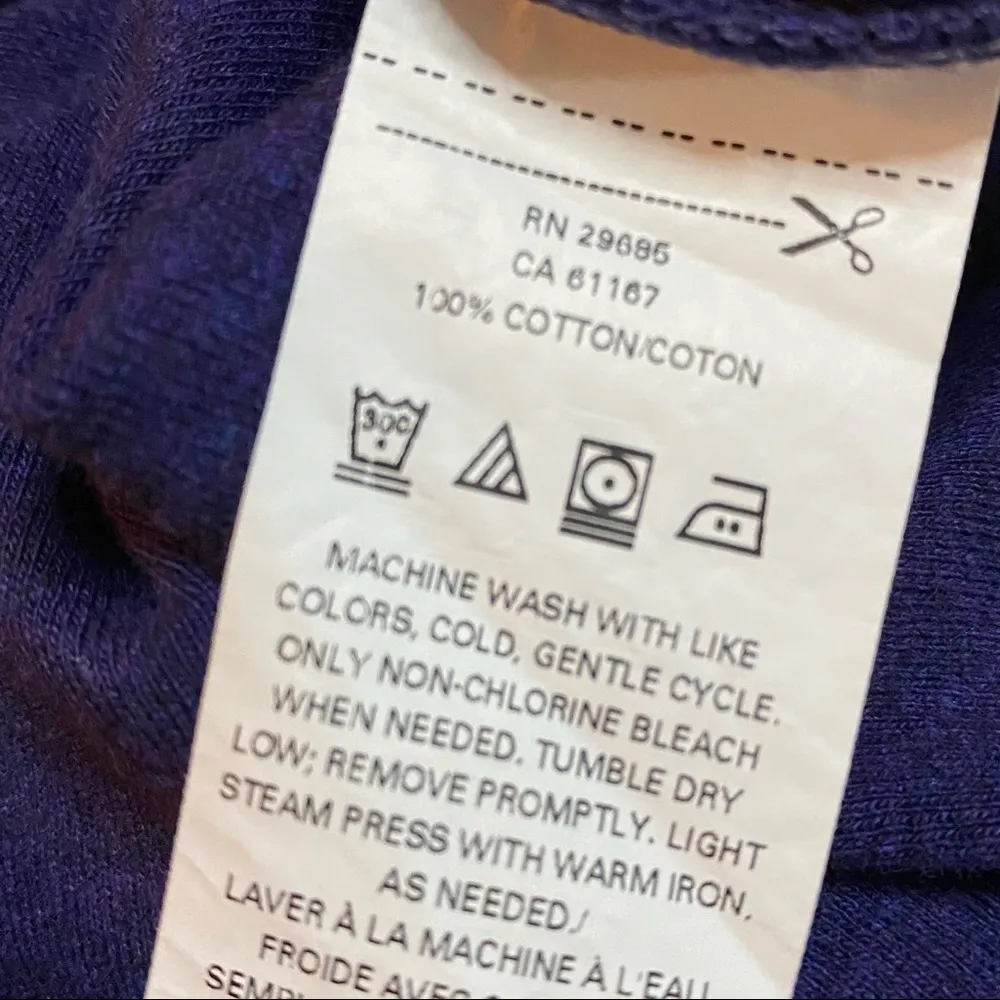 RN 29685
CA 61167
100% COTTON/COTON
30C
MACHINE WASH WITH LIKE
COLORS, COLD, GENTLE CYCLE.
ONLY NON-CHLORINE BLEACH
WHEN NEEDED. TUMBLE DRY
LOW; REMOVE PROMPTLY. LIGHT
STEAM PRESS WITH WARM IRON,
AS NEEDED/
LAVER À LA MACHINE À L'EAU
FROIDE AVEC